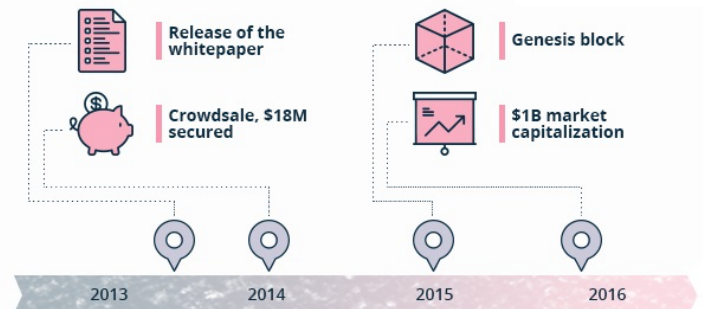 Release of the
whitepaper
Genesis block
$
Crowdsale, $18M
secured
$1B market
capitalization
2013
2014
2015
2016